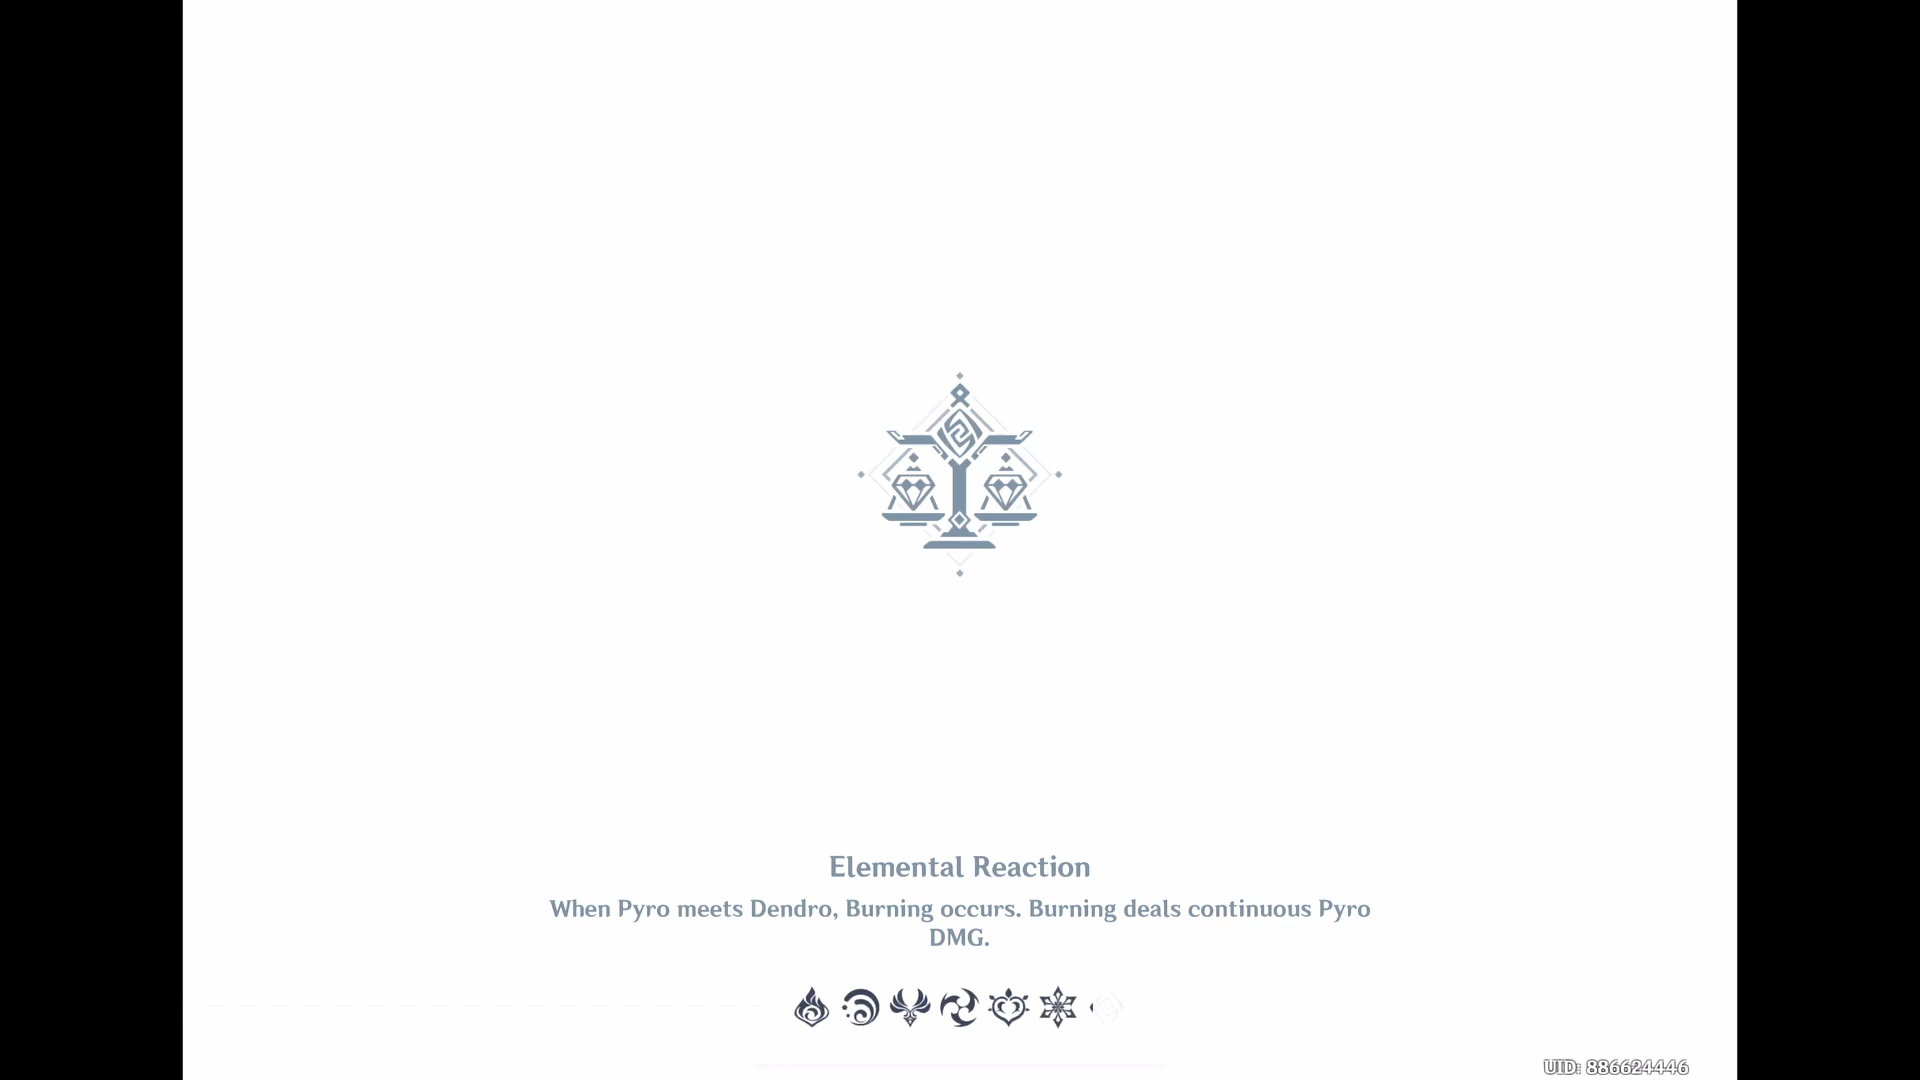 Elemental Reaction
When Pyro meets Dendro, Burning occurs. Burning deals continuous Pyro
DMG.
UID: 886624446